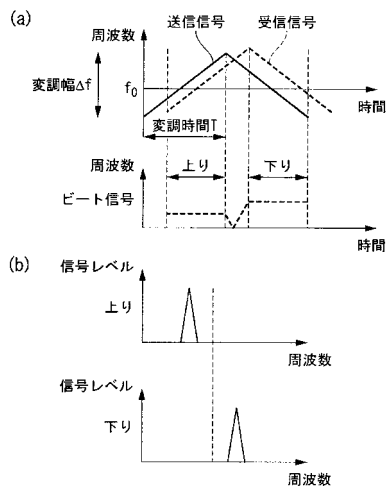 (a)
周波数
送信信号
受信信号
変調幅Δf
f0
時間
変調時間T
周波数
上り
下り
ビート信号
時間
(b)
信号レベル
上り
周波数
信号レベル
下り
周波数